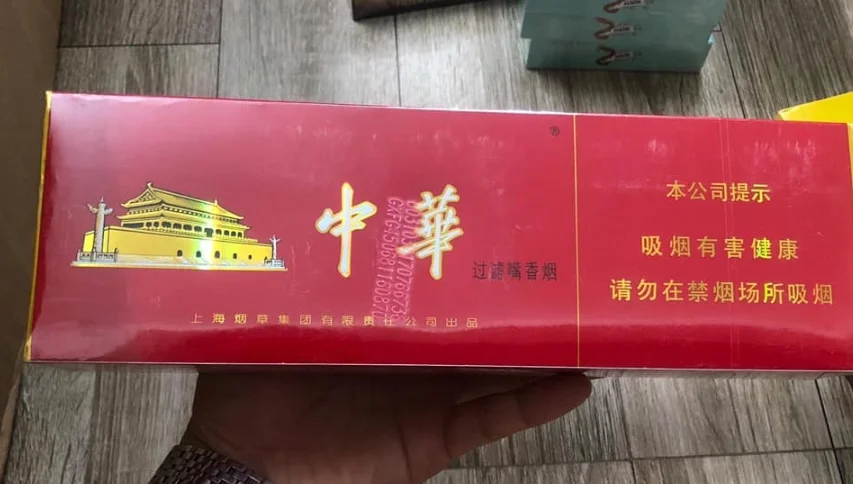 中華
®
过滤嘴香烟
上海烟草集团有限责任公司出品
本公司提示
吸烟有害健康
请勿在禁烟场所吸烟